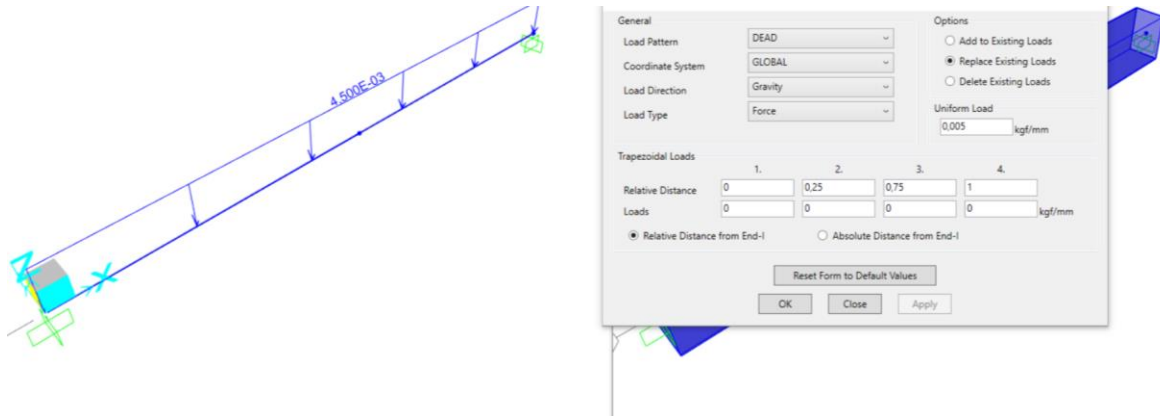 4.500E-03
Z
X
General
Load Pattern DEAD
Coordinate System GLOBAL
Load Direction Gravity
Load Type Force
Options
Add to Existing Loads
Replace Existing Loads
Delete Existing Loads
Uniform Load
0,005 kgf/mm
Trapezoidal Loads
1. 2. 3. 4.
Relative Distance 0 0,25 0,75 1
Loads 0 0 0 0 kgf/mm
Relative Distance from End-I Absolute Distance from End-I
Reset Form to Default Values
OK Close Apply